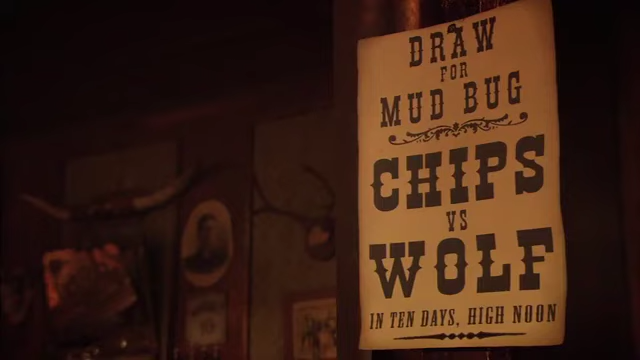 DRAW
FOR
MUD BUG
CHIPS
VS
WOLF
IN TEN DAYS, HIGH NOON